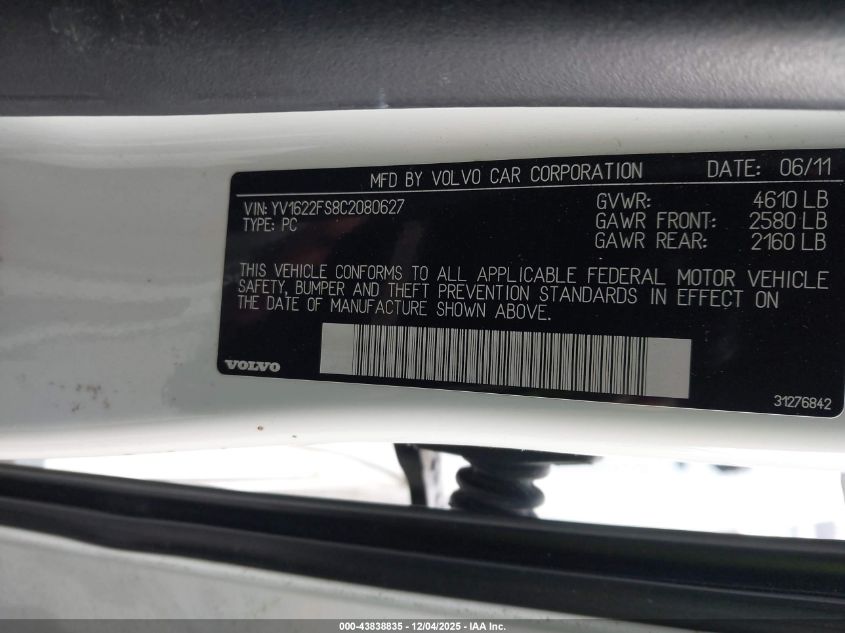 MFD BY VOLVO CAR CORPORATION DATE: 06/11
VIN: YV1622FS8C2080627 GVWR: 4610 LB
TYPE: PC GAWR FRONT: 2580 LB
GAWR REAR: 2160 LB
THIS VEHICLE CONFORMS TO ALL APPLICABLE FEDERAL MOTOR VEHICLE
SAFETY, BUMPER AND THEFT PREVENTION STANDARDS IN EFFECT ON
THE DATE OF MANUFACTURE SHOWN ABOVE.
VOLVO
31276842
000-43838835 - 12/04/2025 - IAA Inc.